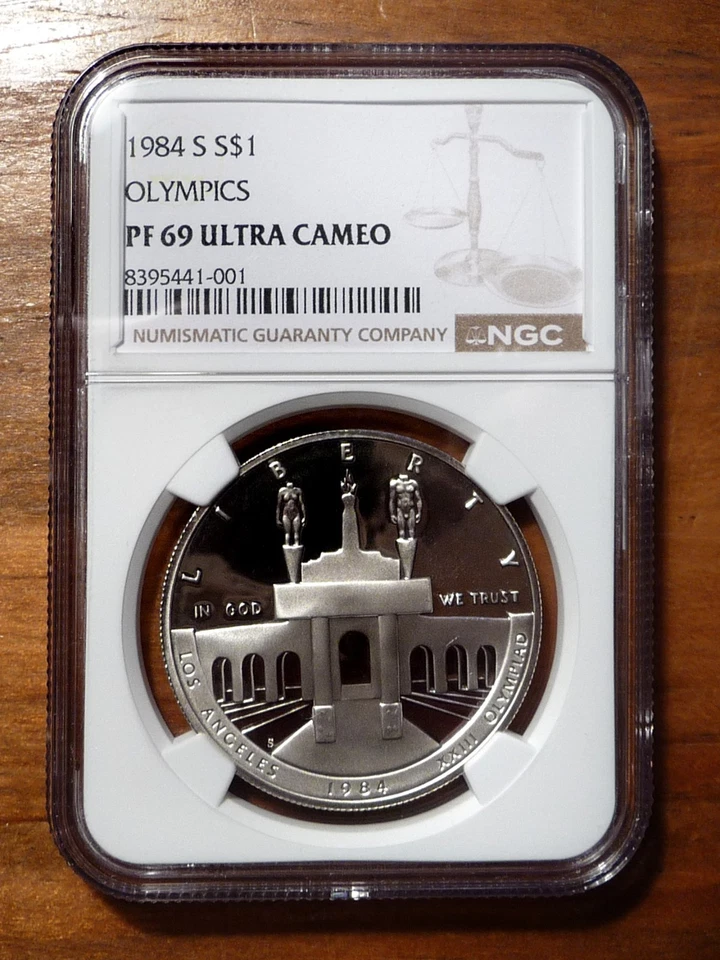 1984 S S$1
OLYMPICS
PF 69 ULTRA CAMEO
8395441-001
NUMISMATIC GUARANTY COMPANY NGC
LIBERTY
IN GOD WE TRUST
LOS ANGELES XXIII OLYMPIAD
S
1984